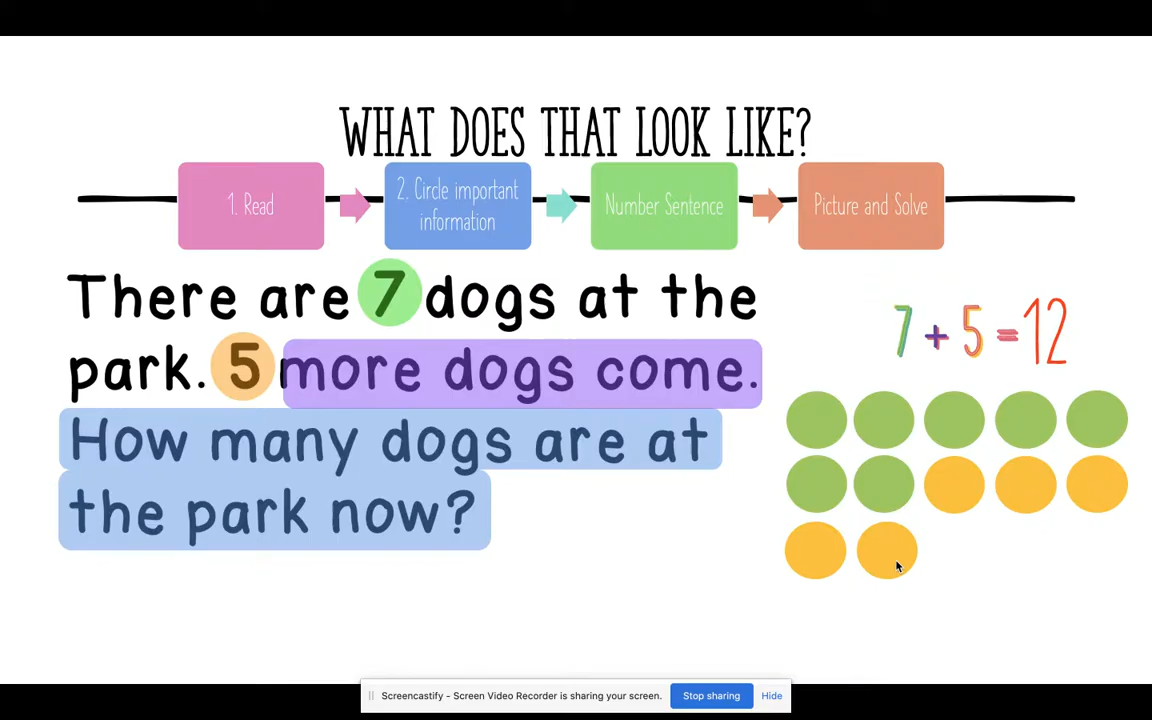 WHAT DOES THAT LOOK LIKE?
1. Read
2. Circle important
information
Number Sentence
Picture and Solve
There are 7 dogs at the
park. 5 more dogs come.
How many dogs are at
the park now?
7 + 5 = 12
Screencastify - Screen Video Recorder is sharing your screen.
Stop sharing
Hide